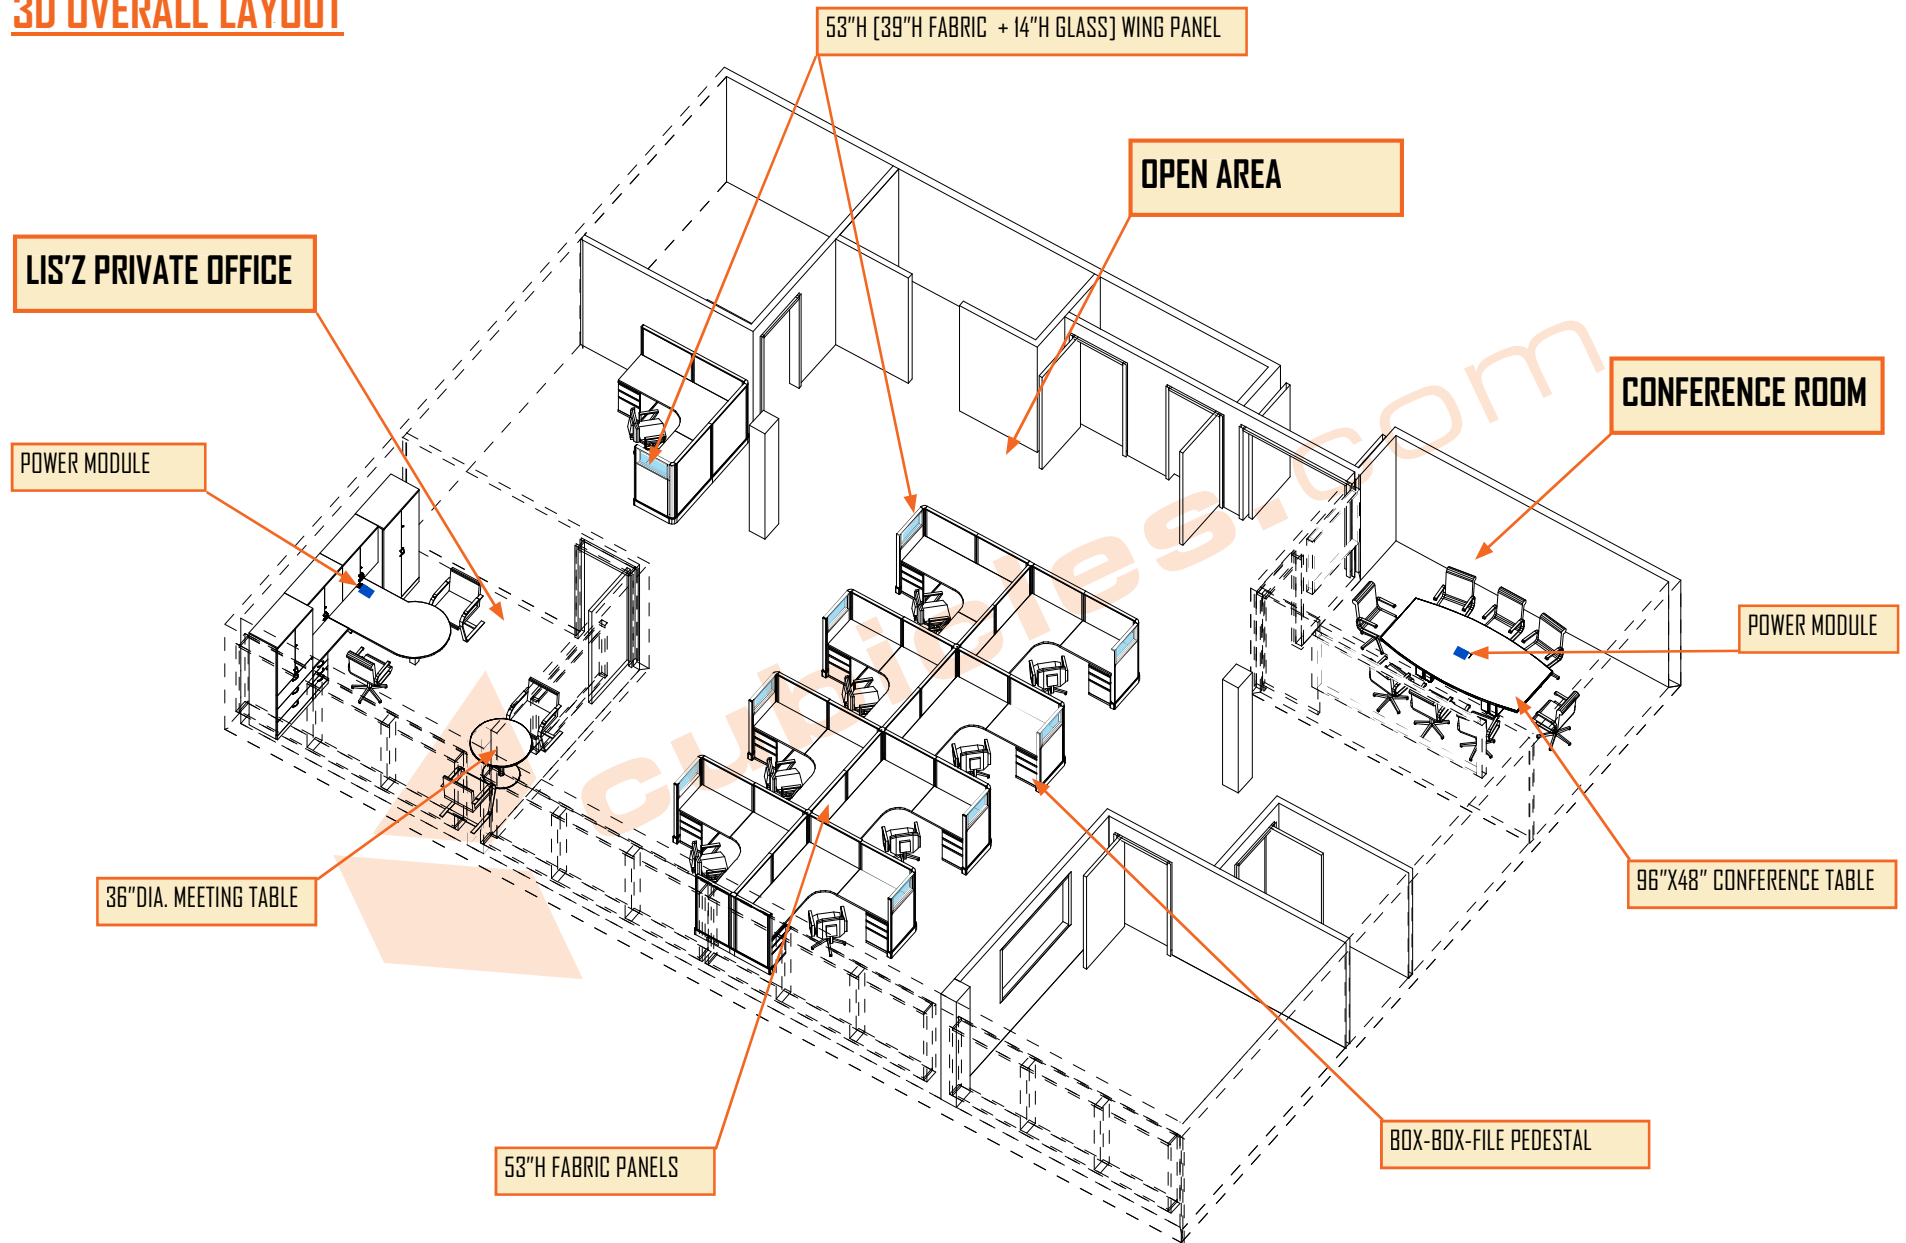 3D OVERALL LAYOUT
53"H [39"H FABRIC + 14"H GLASS] WING PANEL
OPEN AREA
LIS'Z PRIVATE OFFICE
CONFERENCE ROOM
POWER MODULE
POWER MODULE
36"DIA. MEETING TABLE
96"X48" CONFERENCE TABLE
53"H FABRIC PANELS
BOX-BOX-FILE PEDESTAL
cubicles.com